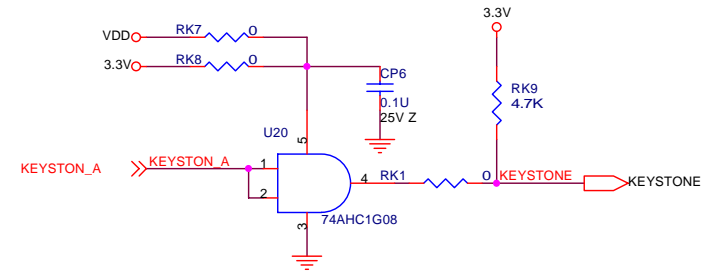 3.3V
VDD RK7 0
3.3V RK8 0
CP6
0.1U
25V Z
RK9
4.7K
U20
5
KEYSTON_A KEYSTON_A 1
2
4 RK1 0 KEYSTONE KEYSTONE
74AHC1G08
3